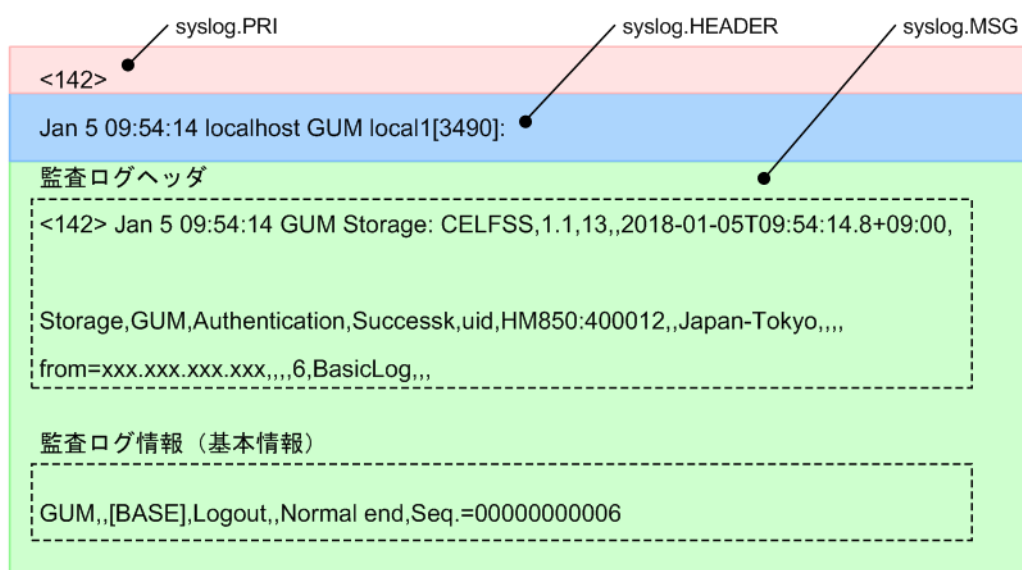 syslog.PRI
syslog.HEADER
syslog.MSG
<142>
Jan 5 09:54:14 localhost GUM local1[3490]:
監査ログヘッダ
<142> Jan 5 09:54:14 GUM Storage: CELFSS,1.1,13,,2018-01-05T09:54:14.8+09:00,
Storage,GUM,Authentication,Successk,uid,HM850:400012,,Japan-Tokyo,,,,
from=xxx.xxx.xxx.xxx,,,,6,BasicLog,,,
監査ログ情報（基本情報）
GUM,,[BASE],Logout,,Normal end,Seq.=00000000006